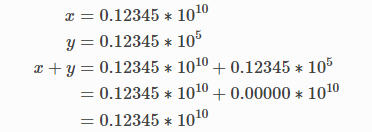 x = 0.12345 * 10^10
y = 0.12345 * 10^5
x + y = 0.12345 * 10^10 + 0.12345 * 10^5
= 0.12345 * 10^10 + 0.00000 * 10^10
= 0.12345 * 10^10